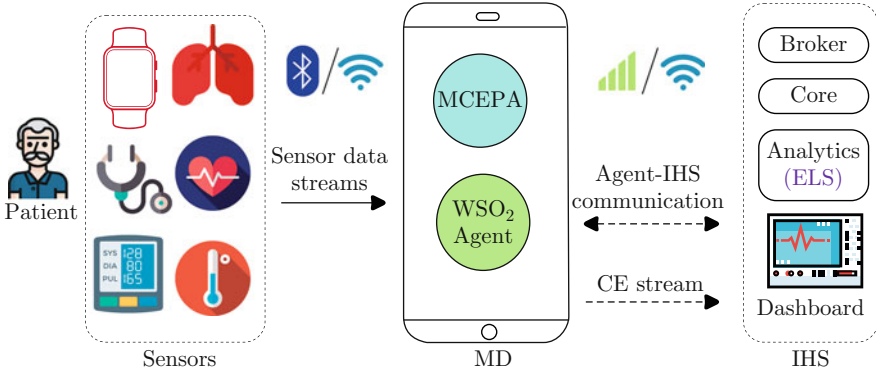 Patient
SYS 128
DIA 80
PUL 165
Sensors
Sensor data
streams
MCEPA
WSO₂
Agent
MD
Agent-IHS
communication
CE stream
Broker
Core
Analytics
(ELS)
Dashboard
IHS